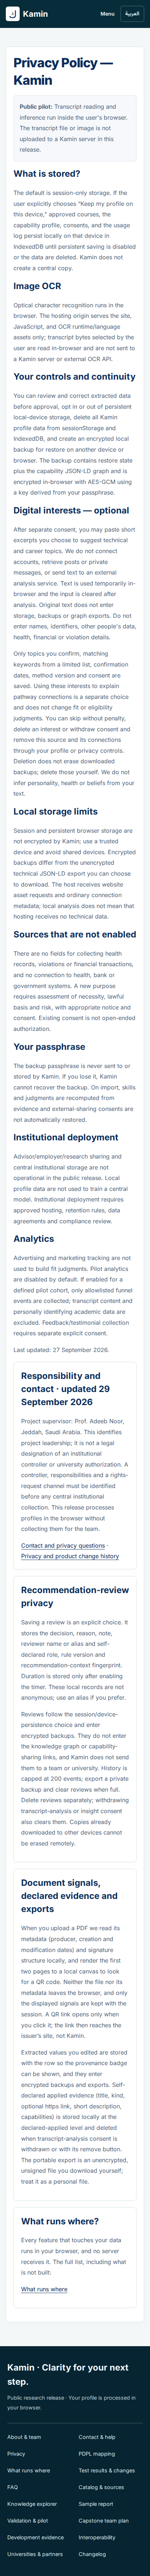 Kamin
Menu
العربية
Privacy Policy —
Kamin
Public pilot: Transcript reading and
inference run inside the user's browser.
The transcript file or image is not
uploaded to a Kamin server in this
release.
What is stored?
The default is session-only storage. If the
user explicitly chooses "Keep my profile on
this device," approved courses, the
capability profile, consents, and the usage
log persist locally on that device in
IndexedDB until persistent saving is disabled
or the data are deleted. Kamin does not
create a central copy.
Image OCR
Optical character recognition runs in the
browser. The hosting origin serves the site,
JavaScript, and OCR runtime/language
assets only; transcript bytes selected by the
user are read in-browser and are not sent to
a Kamin server or external OCR API.
Your controls and continuity
You can review and correct extracted data
before approval, opt in or out of persistent
local-device storage, delete all Kamin
profile data from sessionStorage and
IndexedDB, and create an encrypted local
backup for restore on another device or
browser. The backup contains restore state
plus the capability JSON-LD graph and is
encrypted in-browser with AES-GCM using
a key derived from your passphrase.
Digital interests — optional
After separate consent, you may paste short
excerpts you choose to suggest technical
and career topics. We do not connect
accounts, retrieve posts or private
messages, or send text to an external
analysis service. Text is used temporarily in-
browser and the input is cleared after
analysis. Original text does not enter
storage, backups or graph exports. Do not
enter names, identifiers, other people's data,
health, financial or violation details.
Only topics you confirm, matching
keywords from a limited list, confirmation
dates, method version and consent are
saved. Using these interests to explain
pathway connections is a separate choice
and does not change fit or eligibility
judgments. You can skip without penalty,
delete an interest or withdraw consent and
remove this source and its connections
through your profile or privacy controls.
Deletion does not erase downloaded
backups; delete those yourself. We do not
infer personality, health or beliefs from your
text.
Local storage limits
Session and persistent browser storage are
not encrypted by Kamin; use a trusted
device and avoid shared devices. Encrypted
backups differ from the unencrypted
technical JSON-LD export you can choose
to download. The host receives website
asset requests and ordinary connection
metadata; local analysis does not mean that
hosting receives no technical data.
Sources that are not enabled
There are no fields for collecting health
records, violations or financial transactions,
and no connection to health, bank or
government systems. A new purpose
requires assessment of necessity, lawful
basis and risk, with appropriate notice and
consent. Existing consent is not open-ended
authorization.
Your passphrase
The backup passphrase is never sent to or
stored by Kamin. If you lose it, Kamin
cannot recover the backup. On import, skills
and judgments are recomputed from
evidence and external-sharing consents are
not automatically restored.
Institutional deployment
Advisor/employer/research sharing and
central institutional storage are not
operational in the public release. Local
profile data are not used to train a central
model. Institutional deployment requires
approved hosting, retention rules, data
agreements and compliance review.
Analytics
Advertising and marketing tracking are not
used to build fit judgments. Pilot analytics
are disabled by default. If enabled for a
defined pilot cohort, only allowlisted funnel
events are collected; transcript content and
personally identifying academic data are
excluded. Feedback/testimonial collection
requires separate explicit consent.
Last updated: 27 September 2026.
Responsibility and
contact · updated 29
September 2026
Project supervisor: Prof. Adeeb Noor,
Jeddah, Saudi Arabia. This identifies
project leadership; it is not a legal
designation of an institutional
controller or university authorization. A
controller, responsibilities and a rights-
request channel must be identified
before any central institutional
collection. This release processes
profiles in your browser without
collecting them for the team.
Contact and privacy questions ·
Privacy and product change history
Recommendation-review
privacy
Saving a review is an explicit choice. It
stores the decision, reason, note,
reviewer name or alias and self-
declared role, rule version and
recommendation-context fingerprint.
Duration is stored only after enabling
the timer. These local records are not
anonymous; use an alias if you prefer.
Reviews follow the session/device-
persistence choice and enter
encrypted backups. They do not enter
the knowledge graph or capability-
sharing links, and Kamin does not send
them to a team or university. History is
capped at 200 events; export a private
backup and clear reviews when full.
Delete reviews separately; withdrawing
transcript-analysis or insight consent
also clears them. Copies already
downloaded to other devices cannot
be erased remotely.
Document signals,
declared evidence and
exports
When you upload a PDF we read its
metadata (producer, creation and
modification dates) and signature
structure locally, and render the first
two pages to a local canvas to look
for a QR code. Neither the file nor its
metadata leaves the browser, and only
the displayed signals are kept with the
session. A QR link opens only when
you click it; the link then reaches the
issuer's site, not Kamin.
Extracted values you edited are stored
with the row so the provenance badge
can be shown, and they enter
encrypted backups and exports. Self-
declared applied evidence (title, kind,
optional https link, short description,
capabilities) is stored locally at the
declared-applied level and deleted
when transcript-analysis consent is
withdrawn or with its remove button.
The portable export is an unencrypted,
unsigned file you download yourself;
treat it as a personal file.
What runs where?
Every feature that touches your data
runs in your browser, and no server
receives it. The full list, including what
is not built:
What runs where
Kamin · Clarity for your next
step.
Public research release · Your profile is processed in
your browser.
About & team
Contact & help
Privacy
PDPL mapping
What runs where
Test results & changes
FAQ
Catalog & sources
Knowledge explorer
Sample report
Validation & pilot
Capstone team plan
Development evidence
Interoperability
Universities & partners
Changelog